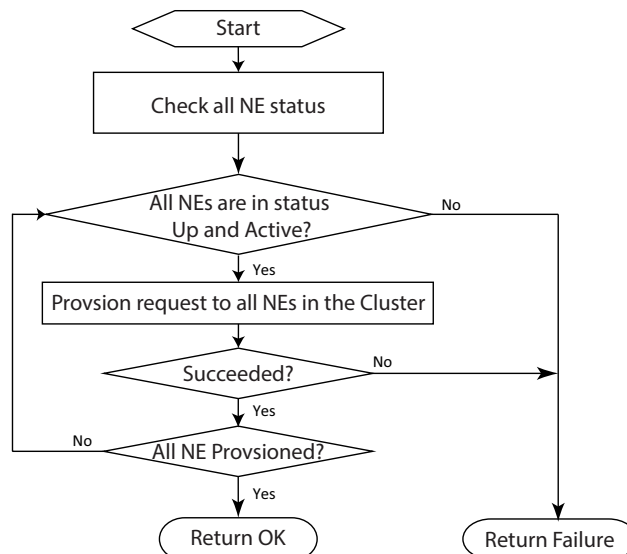 Start
Check all NE status
All NEs are in status
Up and Active?
No
Yes
Provsion request to all NEs in the Cluster
Succeeded?
No
Yes
All NE Provsioned?
No
Yes
Return OK
Return Failure